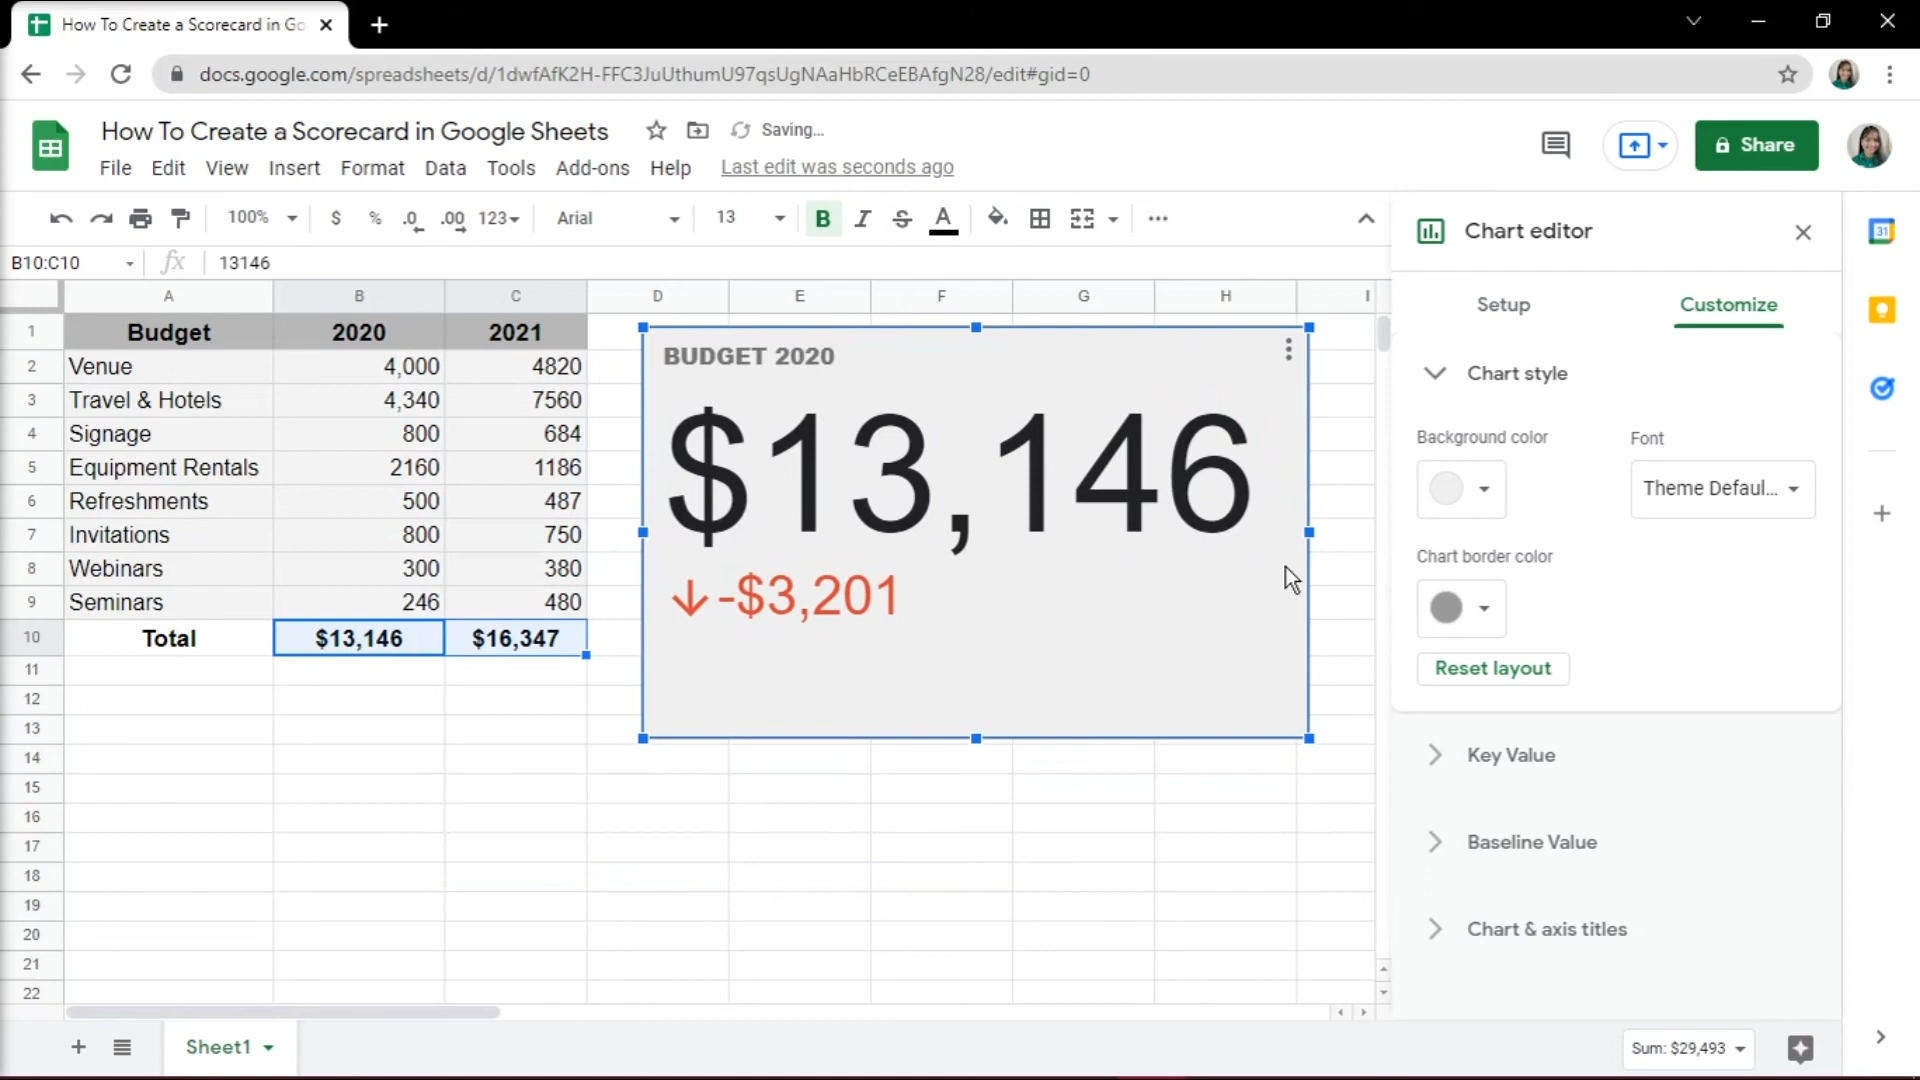 How To Create a Scorecard in Go
docs.google.com/spreadsheets/d/1dwfAfK2H-FFC3JuUthumU97qsUgNAaHbRCeEBAfgN28/edit#gid=0
How To Create a Scorecard in Google Sheets Saving...
File Edit View Insert Format Data Tools Add-ons Help Last edit was seconds ago
Share
100% $ % .0 .00 123 Arial 13 B I S A
B10:C10 fx 13146
A B C D E F G H I
1 Budget 2020 2021
2 Venue 4,000 4820
3 Travel & Hotels 4,340 7560
4 Signage 800 684
5 Equipment Rentals 2160 1186
6 Refreshments 500 487
7 Invitations 800 750
8 Webinars 300 380
9 Seminars 246 480
10 Total $13,146 $16,347
11
12
13
14
15
16
17
18
19
20
21
22
BUDGET 2020
$13,146
-$3,201
Chart editor
Setup Customize
Chart style
Background color Font
Theme Defaul...
Chart border color
Reset layout
Key Value
Baseline Value
Chart & axis titles
31
Sheet1
Sum: $29,493